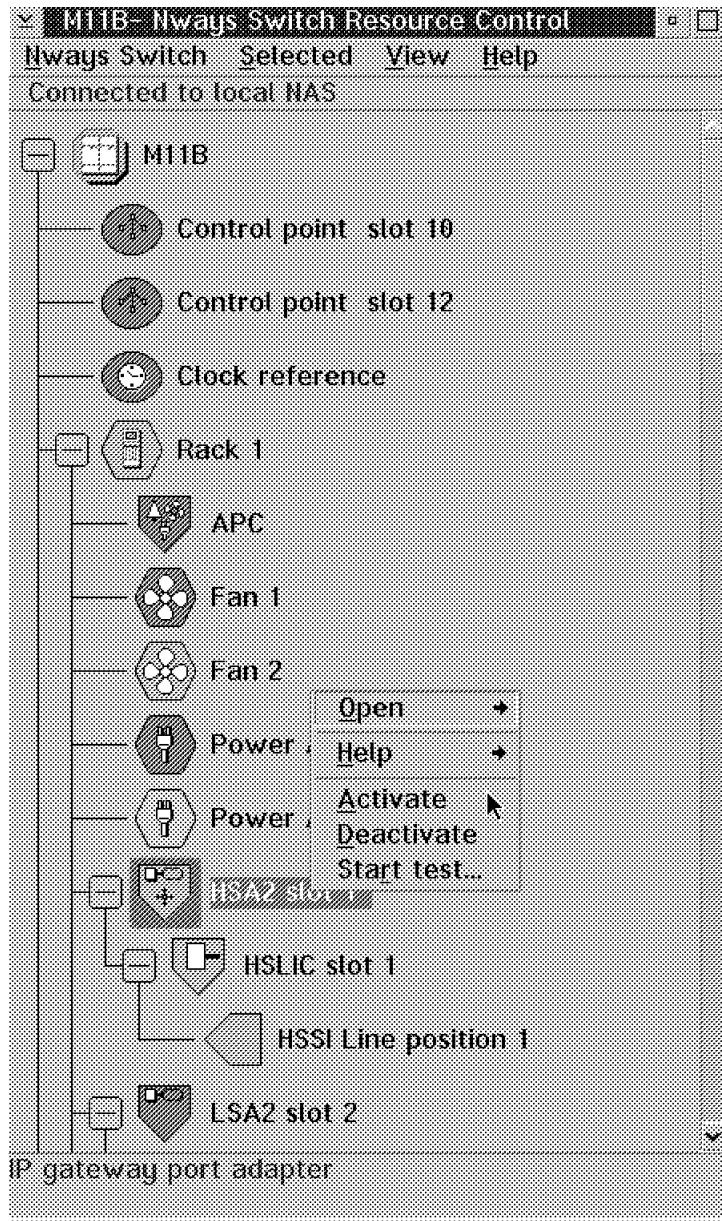 M11B- Nways Switch Resource Control
Nways Switch Selected View Help
Connected to local NAS
M11B
Control point slot 10
Control point slot 12
Clock reference
Rack 1
APC
Fan 1
Fan 2
Open
Power
Help
Activate
Power
Deactivate
Start test...
HSA2 slot 1
HSLIC slot 1
HSSI Line position 1
LSA2 slot 2
IP gateway port adapter